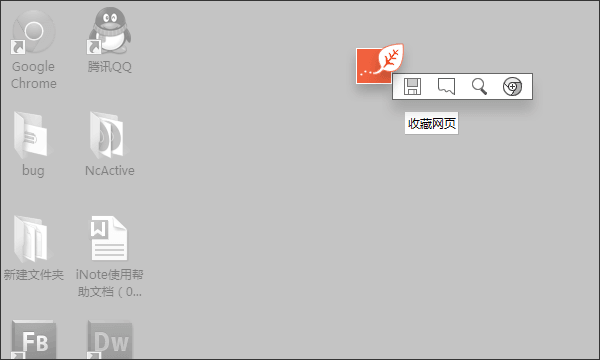 Google
Chrome
腾讯QQ
收藏网页
bug
NcActive
新建文件夹
iNote使用帮
助文档（0...
FB
Dw